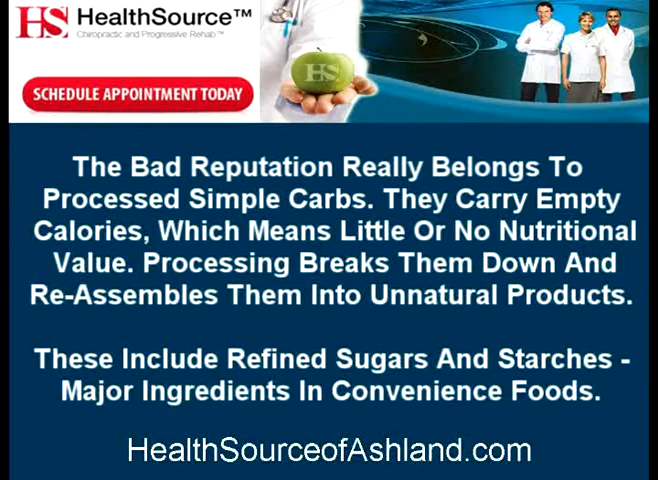 HS HealthSource™
Chiropractic and Progressive Rehab™
SCHEDULE APPOINTMENT TODAY
HS
The Bad Reputation Really Belongs To
Processed Simple Carbs. They Carry Empty
Calories, Which Means Little Or No Nutritional
Value. Processing Breaks Them Down And
Re-Assembles Them Into Unnatural Products.
These Include Refined Sugars And Starches -
Major Ingredients In Convenience Foods.
HealthSourceofAshland.com